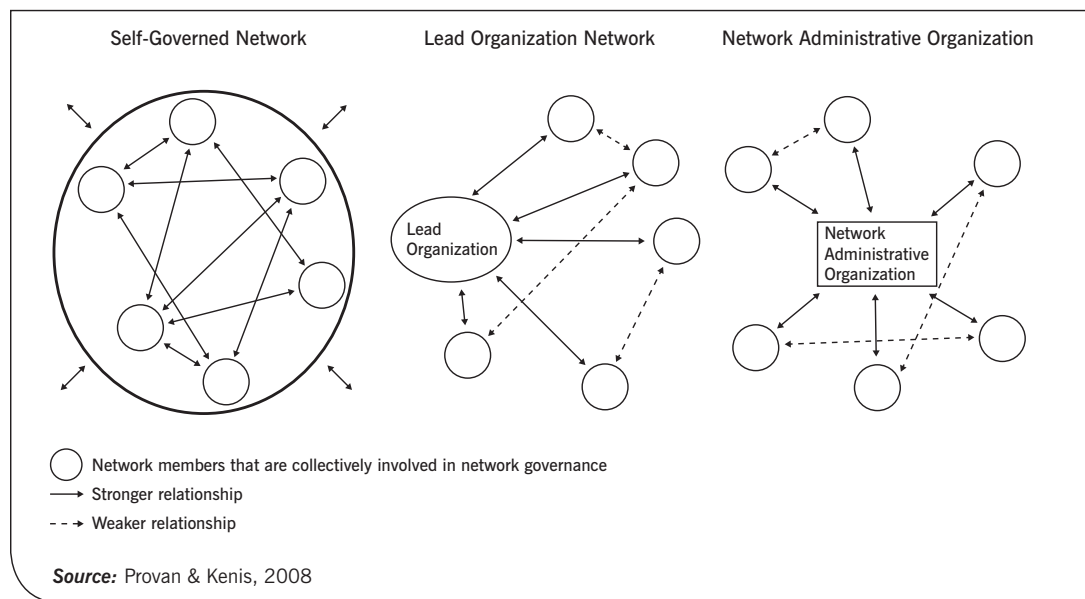 Self-Governed Network
Lead Organization Network
Network Administrative Organization
Lead
Organization
Network
Administrative
Organization
Network members that are collectively involved in network governance
Stronger relationship
Weaker relationship
Source: Provan & Kenis, 2008